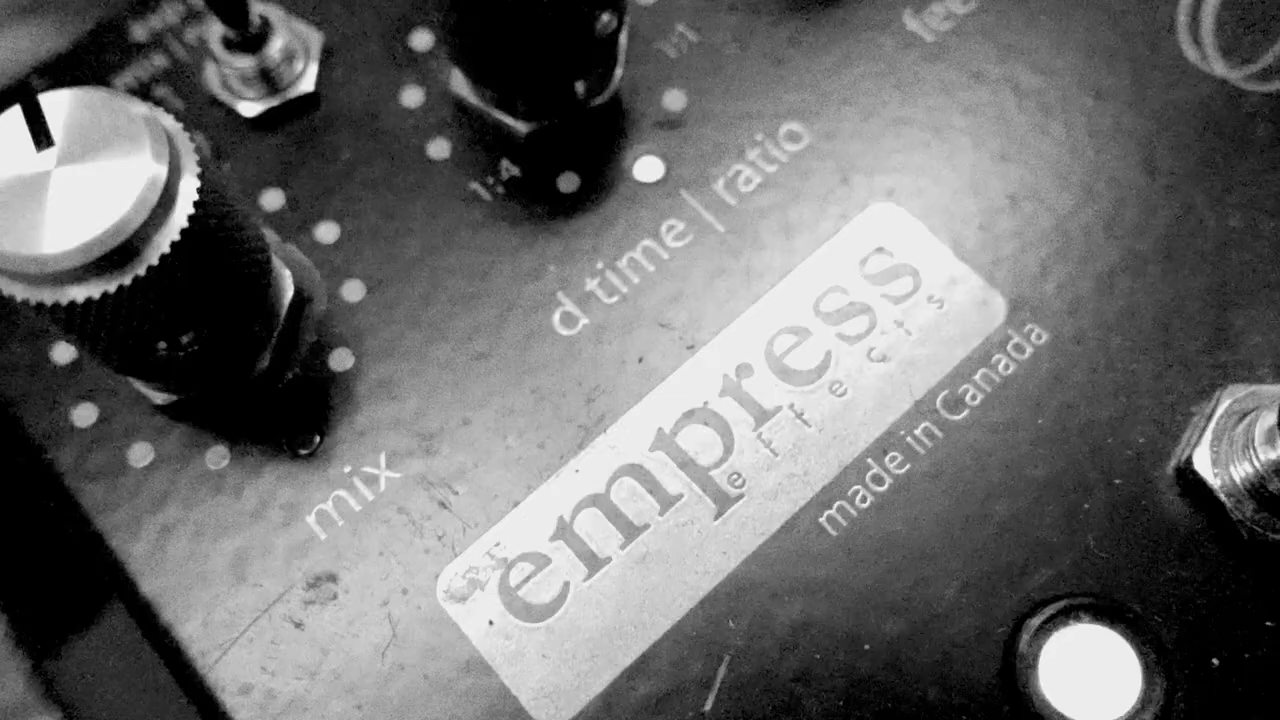 1:1
1:4
d time | ratio
mix
empress
effects
made in Canada